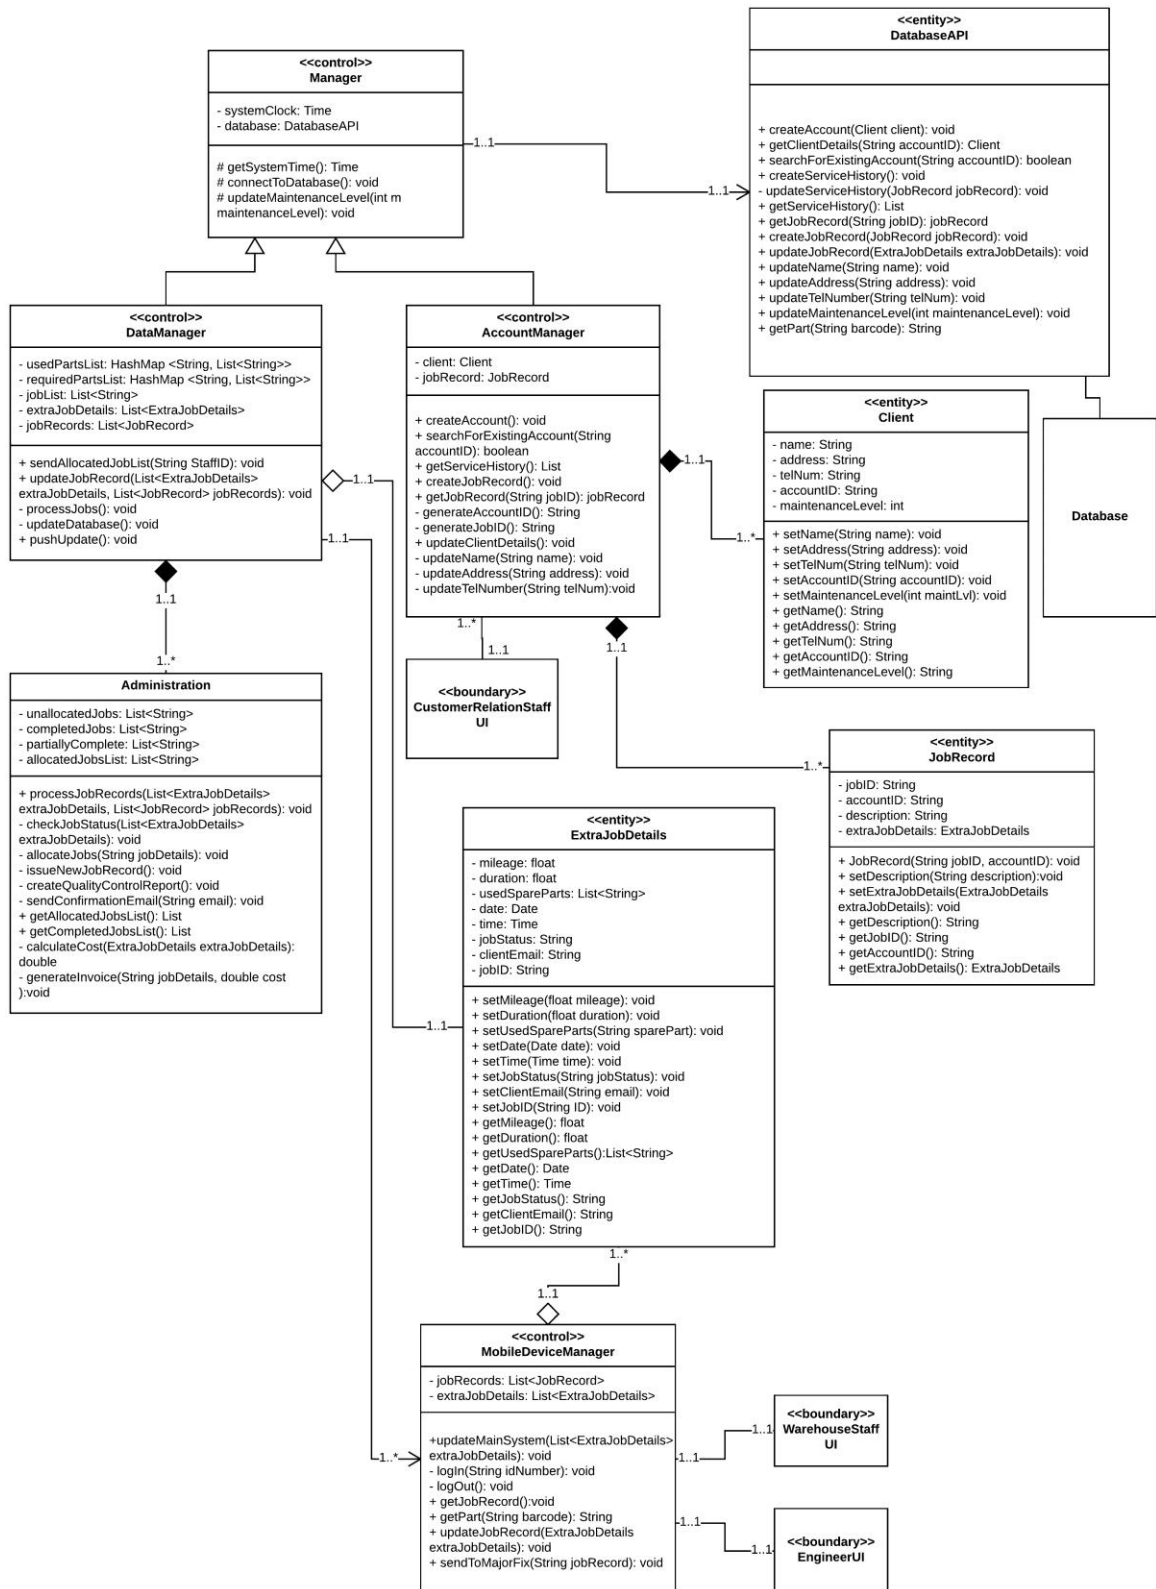 <<control>>
Manager
- systemClock: Time
- database: DatabaseAPI
# getSystemTime(): Time
# connectToDatabase(): void
# updateMaintenanceLevel(int m
maintenanceLevel): void
1..1
1..1
<<entity>>
DatabaseAPI
+ createAccount(Client client): void
+ getClientDetails(String accountID): Client
+ searchForExistingAccount(String accountID): boolean
+ createServiceHistory(): void
- updateServiceHistory(JobRecord jobRecord): void
+ getServiceHistory(): List
+ getJobRecord(String jobID): jobRecord
+ createJobRecord(JobRecord jobRecord): void
+ updateJobRecord(ExtraJobDetails extraJobDetails): void
+ updateName(String name): void
+ updateAddress(String address): void
+ updateTelNumber(String telNum): void
+ updateMaintenanceLevel(int maintenanceLevel): void
+ getPart(String barcode): String
<<control>>
DataManager
- usedPartsList: HashMap <String, List<String>>
- requiredPartsList: HashMap <String, List<String>>
- jobList: List<String>
- extraJobDetails: List<ExtraJobDetails>
- jobRecords: List<JobRecord>
+ sendAllocatedJobList(String StaffID): void
+ updateJobRecord(List<ExtraJobDetails>
extraJobDetails, List<JobRecord> jobRecords): void
- processJobs(): void
- updateDatabase(): void
+ pushUpdate(): void
1..1
1..1
1..1
1..*
<<control>>
AccountManager
- client: Client
- jobRecord: JobRecord
+ createAccount(): void
+ searchForExistingAccount(String
accountID): boolean
+ getServiceHistory(): List
+ createJobRecord(): void
+ getJobRecord(String jobID): jobRecord
- generateAccountID(): String
- generateJobID(): String
+ updateClientDetails(): void
- updateName(String name): void
- updateAddress(String address): void
- updateTelNumber(String telNum):void
1..1
1..*
1..*
1..1
1..1
1..*
<<entity>>
Client
- name: String
- address: String
- telNum: String
- accountID: String
- maintenanceLevel: int
+ setName(String name): void
+ setAddress(String address): void
+ setTelNum(String telNum): void
+ setAccountID(String accountID): void
+ setMaintenanceLevel(int maintLvl): void
+ getName(): String
+ getAddress(): String
+ getTelNum(): String
+ getAccountID(): String
+ getMaintenanceLevel(): String
Database
Administration
- unallocatedJobs: List<String>
- completedJobs: List<String>
- partiallyComplete: List<String>
- allocatedJobsList: List<String>
+ processJobRecords(List<ExtraJobDetails>
extraJobDetails, List<JobRecord> jobRecords): void
- checkJobStatus(List<ExtraJobDetails>
extraJobDetails): void
- allocateJobs(String jobDetails): void
- issueNewJobRecord(): void
- createQualityControlReport(): void
- sendConfirmationEmail(String email): void
+ getAllocatedJobsList(): List
+ getCompletedJobsList(): List
- calculateCost(ExtraJobDetails extraJobDetails):
double
- generateInvoice(String jobDetails, double cost
):void
<<boundary>>
CustomerRelationStaff
UI
<<entity>>
JobRecord
- jobID: String
- accountID: String
- description: String
- extraJobDetails: ExtraJobDetails
+ JobRecord(String jobID, accountID): void
+ setDescription(String description):void
+ setExtraJobDetails(ExtraJobDetails
extraJobDetails): void
+ getDescription(): String
+ getJobID(): String
+ getAccountID(): String
+ getExtraJobDetails(): ExtraJobDetails
<<entity>>
ExtraJobDetails
- mileage: float
- duration: float
- usedSpareParts: List<String>
- date: Date
- time: Time
- jobStatus: String
- clientEmail: String
- jobID: String
+ setMileage(float mileage): void
+ setDuration(float duration): void
+ setUsedSpareParts(String sparePart): void
+ setDate(Date date): void
+ setTime(Time time): void
+ setJobStatus(String jobStatus): void
+ setClientEmail(String email): void
+ setJobID(String ID): void
+ getMileage(): float
+ getDuration(): float
+ getUsedSpareParts():List<String>
+ getDate(): Date
+ getTime(): Time
+ getJobStatus(): String
+ getClientEmail(): String
+ getJobID(): String
1..1
1..*
1..1
<<control>>
MobileDeviceManager
- jobRecords: List<JobRecord>
- extraJobDetails: List<ExtraJobDetails>
+updateMainSystem(List<ExtraJobDetails>
extraJobDetails): void
- logIn(String idNumber): void
- logOut(): void
+ getJobRecord():void
+ getPart(String barcode): String
+ updateJobRecord(ExtraJobDetails
extraJobDetails): void
+ sendToMajorFix(String jobRecord): void
1..*
1..1
1..1
<<boundary>>
WarehouseStaff
UI
1..1
1..1
<<boundary>>
EngineerUI